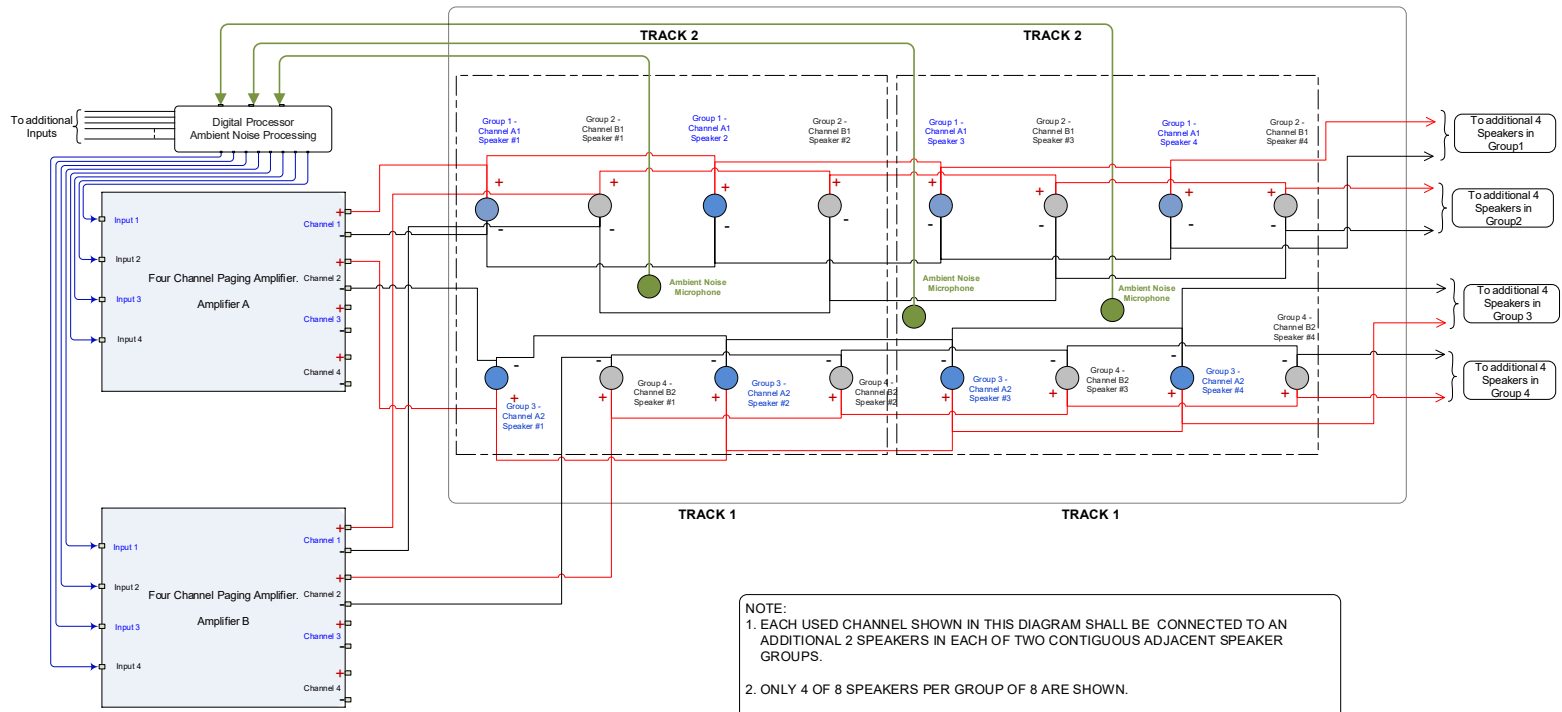 TRACK 2
TRACK 2
To additional
Inputs
Digital Processor
Ambient Noise Processing
Group 1 -
Channel A1
Speaker #1
Group 2 -
Channel B1
Speaker #1
Group 1 -
Channel A1
Speaker 2
Group 2 -
Channel B1
Speaker #2
Group 1 -
Channel A1
Speaker 3
Group 2 -
Channel B1
Speaker #3
Group 1 -
Channel A1
Speaker 4
Group 2 -
Channel B1
Speaker #4
To additional 4
Speakers in
Group1
To additional 4
Speakers in
Group2
To additional 4
Speakers in
Group 3
To additional 4
Speakers in
Group 4
Input 1
Input 2
Input 3
Input 4
Four Channel Paging Amplifier.
Amplifier A
+
Channel 1
-
+
Channel 2
-
+
Channel 3
-
+
Channel 4
-
+
-
+
-
+
-
+
-
+
-
+
-
+
-
+
-
Ambient Noise
Microphone
Ambient Noise
Microphone
Ambient Noise
Microphone
-
+
Group 3 -
Channel A2
Speaker #1
-
+
Group 4 -
Channel B2
Speaker #1
-
+
Group 3 -
Channel A2
Speaker #2
-
+
Group 4 -
Channel B2
Speaker #2
-
+
Group 3 -
Channel A2
Speaker #3
-
+
Group 4 -
Channel B2
Speaker #3
-
+
Group 3 -
Channel A2
Speaker #4
-
+
Group 4 -
Channel B2
Speaker #4
TRACK 1
TRACK 1
Input 1
Input 2
Input 3
Input 4
Four Channel Paging Amplifier.
Amplifier B
+
Channel 1
-
+
Channel 2
-
+
Channel 3
-
+
Channel 4
-
NOTE:
1. EACH USED CHANNEL SHOWN IN THIS DIAGRAM SHALL BE CONNECTED TO AN
ADDITIONAL 2 SPEAKERS IN EACH OF TWO CONTIGUOUS ADJACENT SPEAKER
GROUPS.
2. ONLY 4 OF 8 SPEAKERS PER GROUP OF 8 ARE SHOWN.